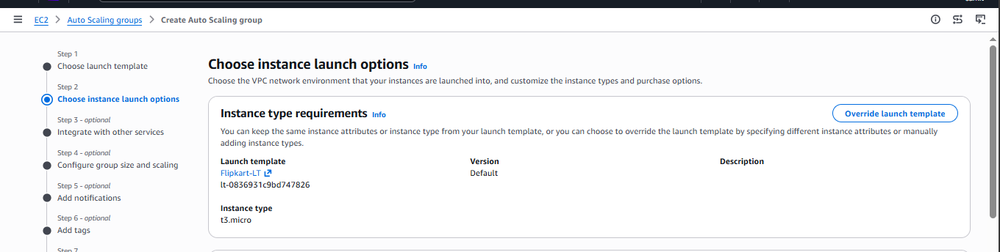 EC2 > Auto Scaling groups > Create Auto Scaling group
Step 1
Choose launch template
Step 2
Choose instance launch options
Step 3 - optional
Integrate with other services
Step 4 - optional
Configure group size and scaling
Step 5 - optional
Add notifications
Step 6 - optional
Add tags
Step 7
Choose instance launch options Info
Choose the VPC network environment that your instances are launched into, and customize the instance types and purchase options.
Instance type requirements Info
Override launch template
You can keep the same instance attributes or instance type from your launch template, or you can choose to override the launch template by specifying different instance attributes or manually
adding instance types.
Launch template
Flipkart-LT
lt-0836931c9bd747826
Version
Default
Description
Instance type
t3.micro